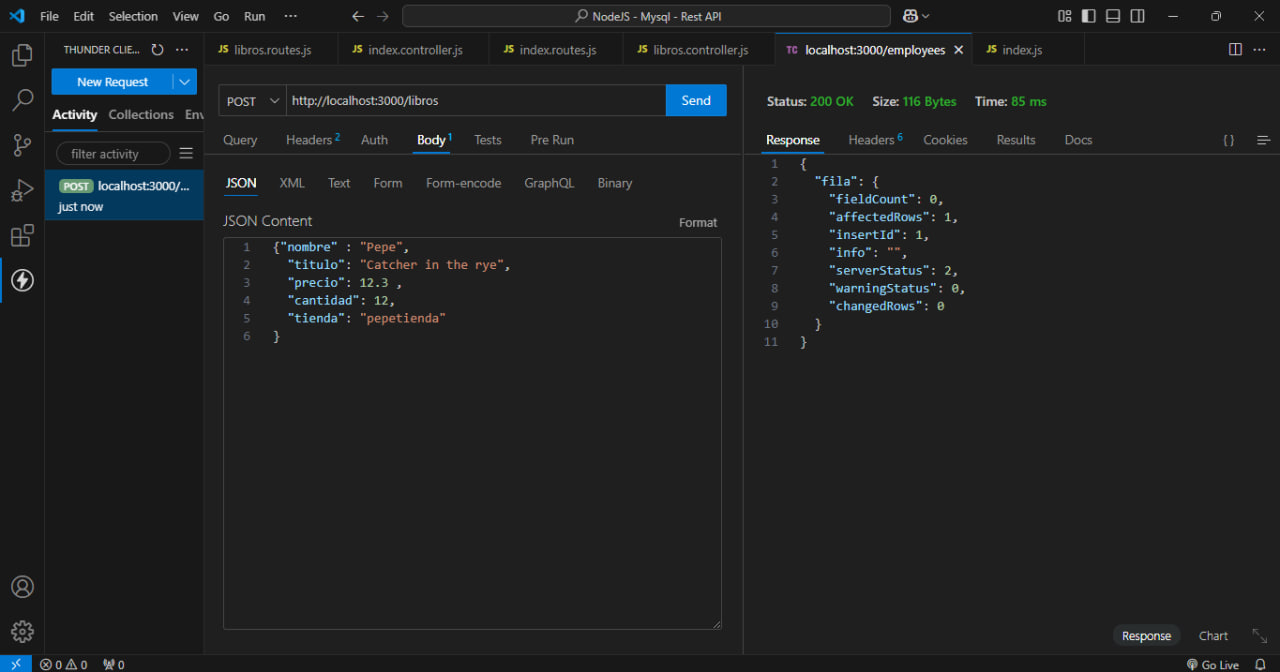 File Edit Selection View Go Run ··· NodeJS - Mysql - Rest API
THUNDER CLIE... ···
libros.routes.js index.controller.js index.routes.js libros.controller.js localhost:3000/employees index.js
JS JS JS JS TC JS
New Request
Activity Collections Env
filter activity
POST localhost:3000/...
just now
POST http://localhost:3000/libros Send
Query Headers 2 Auth Body 1 Tests Pre Run
JSON XML Text Form Form-encode GraphQL Binary
JSON Content Format
1 {"nombre" : "Pepe",
2 "titulo": "Catcher in the rye",
3 "precio": 12.3 ,
4 "cantidad": 12,
5 "tienda": "pepetienda"
6 }
Status: 200 OK Size: 116 Bytes Time: 85 ms
Response Headers 6 Cookies Results Docs { }
1 {
2 "fila": {
3 "fieldCount": 0,
4 "affectedRows": 1,
5 "insertId": 1,
6 "info": "",
7 "serverStatus": 2,
8 "warningStatus": 0,
9 "changedRows": 0
10 }
11 }
Response Chart
0 0 0 Go Live